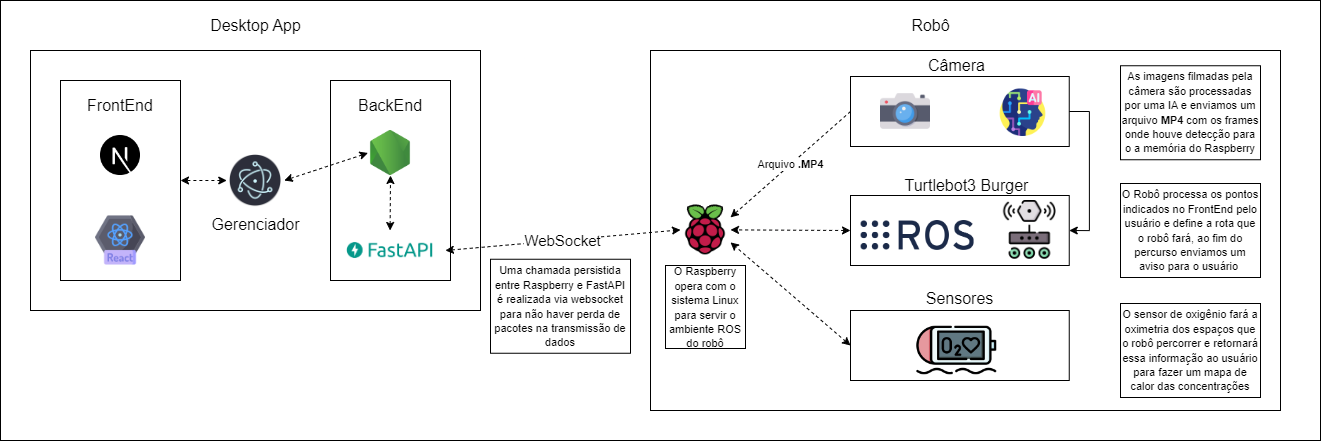 Desktop App
FrontEnd
N
React
Gerenciador
BackEnd
FastAPI
WebSocket
Uma chamada persistida
entre Raspberry e FastAPI
é realizada via websocket
para não haver perda de
pacotes na transmissão de
dados
Robô
Arquivo .MP4
O Raspberry
opera com o
sistema Linux
para servir o
ambiente ROS
do robô
Câmera
AI
Turtlebot3 Burger
ROS
Sensores
O2
As imagens filmadas pela
câmera são processadas
por uma IA e enviamos um
arquivo MP4 com os frames
onde houve detecção para
o a memória do Raspberry
O Robô processa os pontos
indicados no FrontEnd pelo
usuário e define a rota que
o robô fará, ao fim do
percurso enviamos um
aviso para o usuário
O sensor de oxigênio fará a
oximetria dos espaços que
o robô percorrer e retornará
essa informação ao usuário
para fazer um mapa de
calor das concentrações